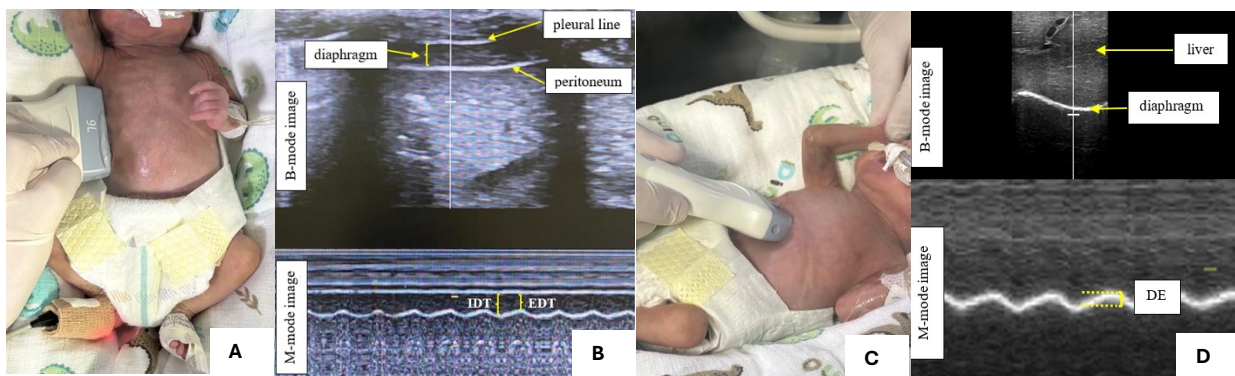 A
pleural line
diaphragm
peritoneum
B-mode image
M-mode image
IDT
EDT
B
C
B-mode image
liver
diaphragm
M-mode image
DE
D